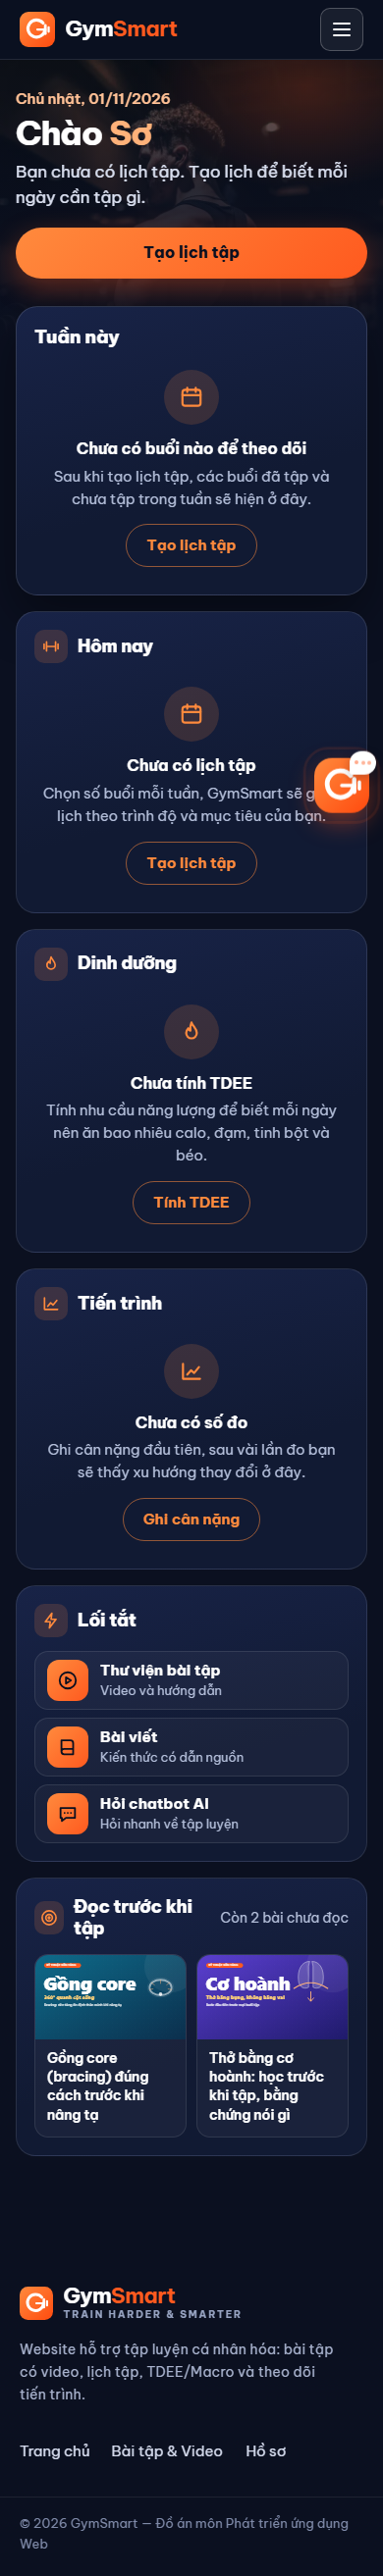 GymSmart
Chủ nhật, 01/11/2026
Chào Sơ
Bạn chưa có lịch tập. Tạo lịch để biết mỗi
ngày cần tập gì.
Tạo lịch tập
Tuần này
Chưa có buổi nào để theo dõi
Sau khi tạo lịch tập, các buổi đã tập và
chưa tập trong tuần sẽ hiện ở đây.
Tạo lịch tập
Hôm nay
Chưa có lịch tập
Chọn số buổi mỗi tuần, GymSmart sẽ
lịch theo trình độ và mục tiêu của bạn.
Tạo lịch tập
Dinh dưỡng
Chưa tính TDEE
Tính nhu cầu năng lượng để biết mỗi ngày
nên ăn bao nhiêu calo, đạm, tinh bột và
béo.
Tính TDEE
Tiến trình
Chưa có số đo
Ghi cân nặng đầu tiên, sau vài lần đo bạn
sẽ thấy xu hướng thay đổi ở đây.
Ghi cân nặng
Lối tắt
Thư viện bài tập
Video và hướng dẫn
Bài viết
Kiến thức có dẫn nguồn
Hỏi chatbot AI
Hỏi nhanh về tập luyện
Đọc trước khi
tập
Còn 2 bài chưa đọc
Gồng core
360° quanh cột sống
Gồng core
(bracing) đúng
cách trước khi
nâng tạ
Cơ hoành
Thở bằng bụng, không bằng vai
Thở bằng cơ
hoành: học trước
khi tập, bằng
chứng nói gì
GymSmart
TRAIN HARDER & SMARTER
Website hỗ trợ tập luyện cá nhân hóa: bài tập
có video, lịch tập, TDEE/Macro và theo dõi
tiến trình.
Trang chủ
Bài tập & Video
Hồ sơ
© 2026 GymSmart — Đồ án môn Phát triển ứng dụng
Web